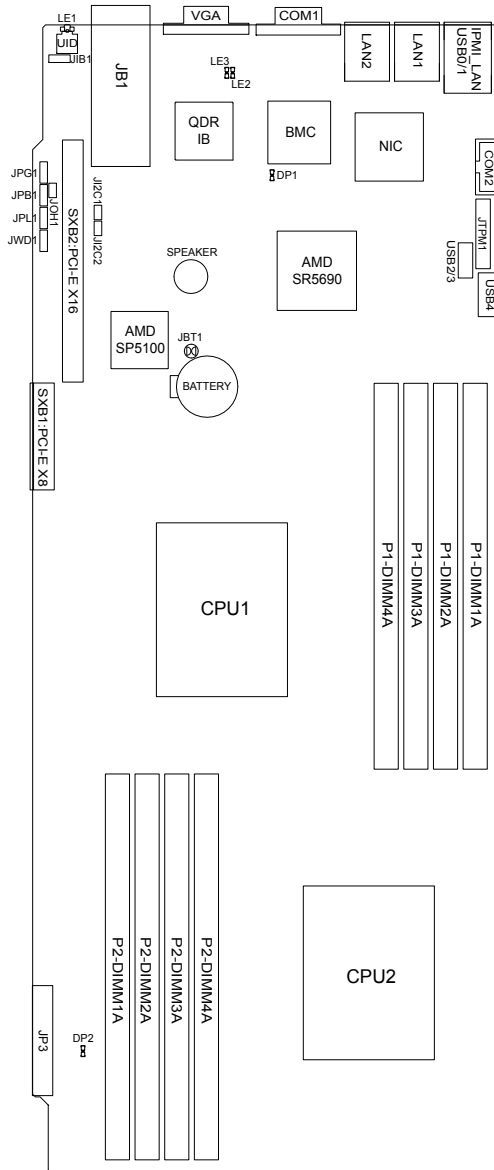 LE1
UID
JIB1
JB1
VGA
COM1
LE3
LE2
LAN2
LAN1
IPMI_LAN
USB0/1
QDR
IB
BMC
NIC
DP1
COM2
JTPM1
USB2/3
USB4
JPG1
JPB1
JOH1
JPL1
JWD1
SXB2:PCI-E X16
JI2C1
JI2C2
SPEAKER
AMD
SR5690
AMD
SP5100
JBT1
BATTERY
SXB1:PCI-E X8
CPU1
P1-DIMM4A
P1-DIMM3A
P1-DIMM2A
P1-DIMM1A
P2-DIMM1A
P2-DIMM2A
P2-DIMM3A
P2-DIMM4A
CPU2
JP3
DP2